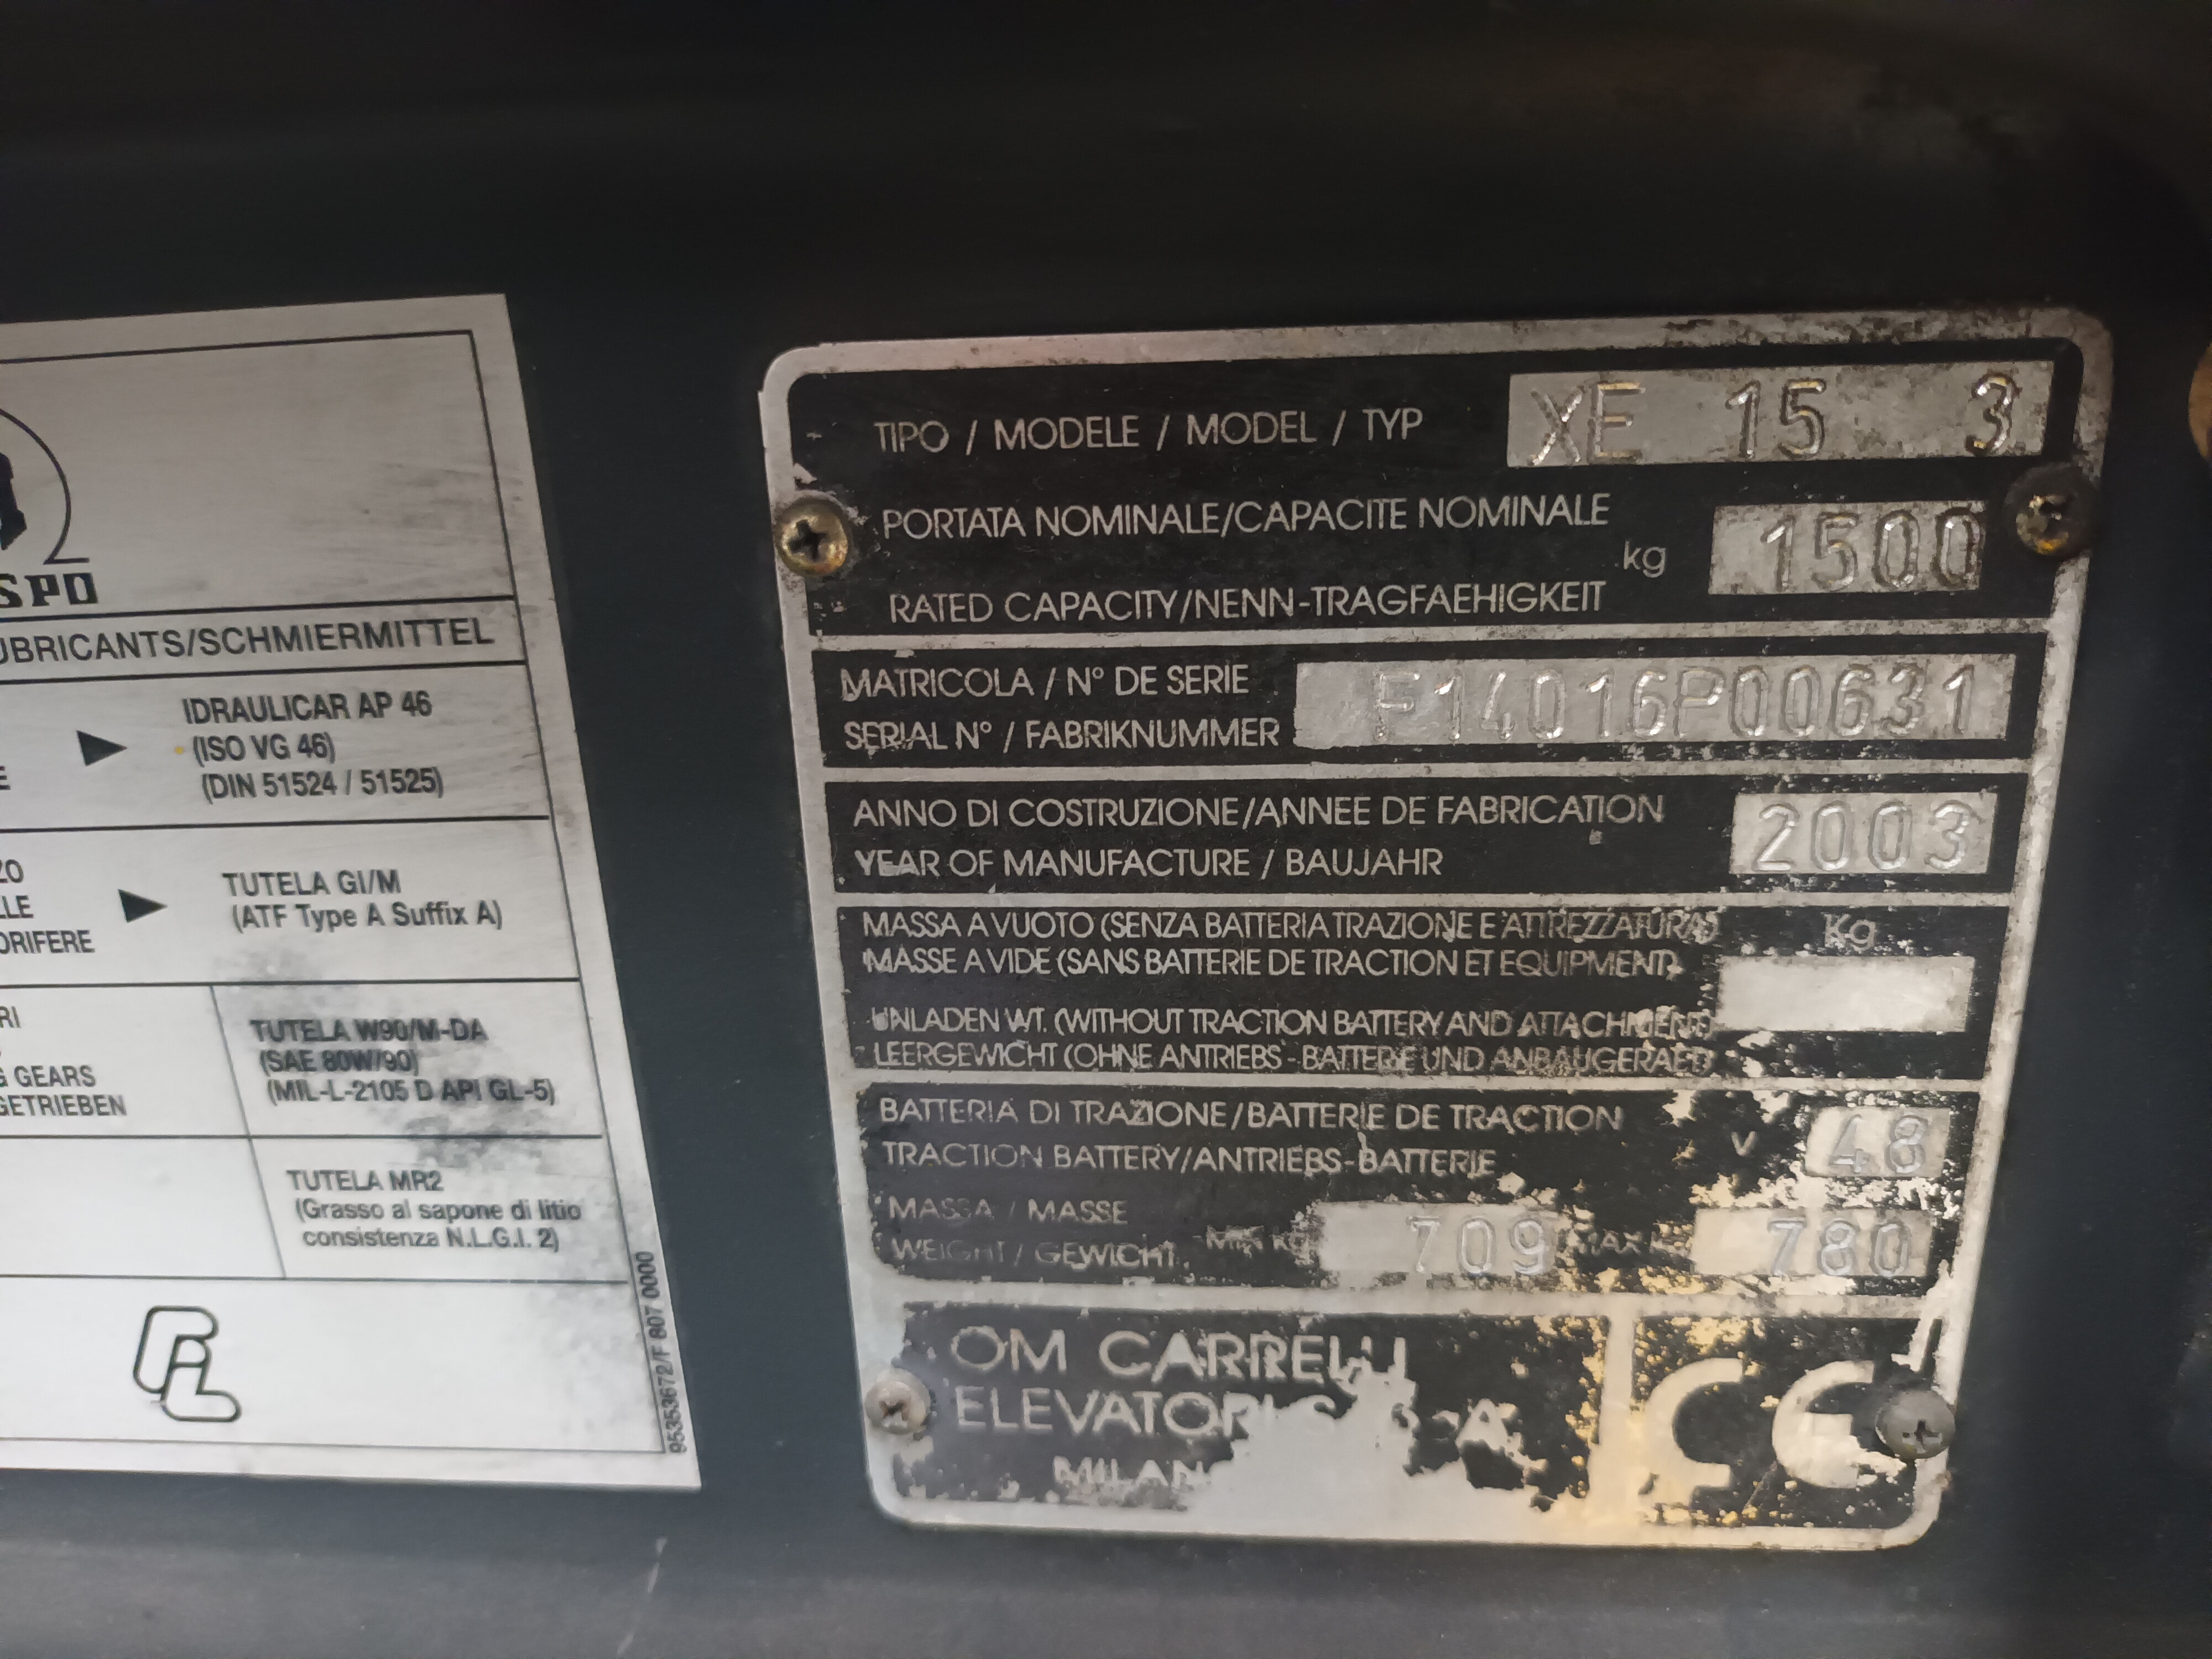 SPO
UBRICANTS/SCHMIERMITTEL
IDRAULICAR AP 46
(ISO VG 46)
(DIN 51524 / 51525)
E
ZO
LLE
ORIFERE
TUTELA GI/M
(ATF Type A Suffix A)
RI
GEARS
GETRIEBEN
TUTELA W90/M-DA
(SAE 80W/90)
(MIL-L-2105 D API GL-5)
TUTELA MR2
(Grasso al sapone di litio
consistenza N.L.G.I. 2)
95353672/F 807 0000
TIPO / MODELE / MODEL / TYP XE 15 3
PORTATA NOMINALE/CAPACITE NOMINALE
kg 1500
RATED CAPACITY/NENN-TRAGFAEHIGKEIT
MATRICOLA / N° DE SERIE
SERIAL N° / FABRIKNUMMER F14016P00631
ANNO DI COSTRUZIONE/ANNEE DE FABRICATION
YEAR OF MANUFACTURE / BAUJAHR 2003
MASSA A VUOTO (SENZA BATTERIA TRAZIONE E ATTREZZATURA) Kg
MASSE A VIDE (SANS BATTERIE DE TRACTION ET EQUIPMENT)
UNLADEN WT. (WITHOUT TRACTION BATTERY AND ATTACHMENT)
LEERGEWICHT (OHNE ANTRIEBS-BATTERIE UND ANBAUGERAET)
BATTERIA DI TRAZIONE/BATTERIE DE TRACTION
TRACTION BATTERY/ANTRIEBS-BATTERIE V 48
MASSA / MASSE
WEIGHT / GEWICHT. MIN KG 709 MAX 780
OM CARRELLI
ELEVATORI S.p.A.
MILAN
CE